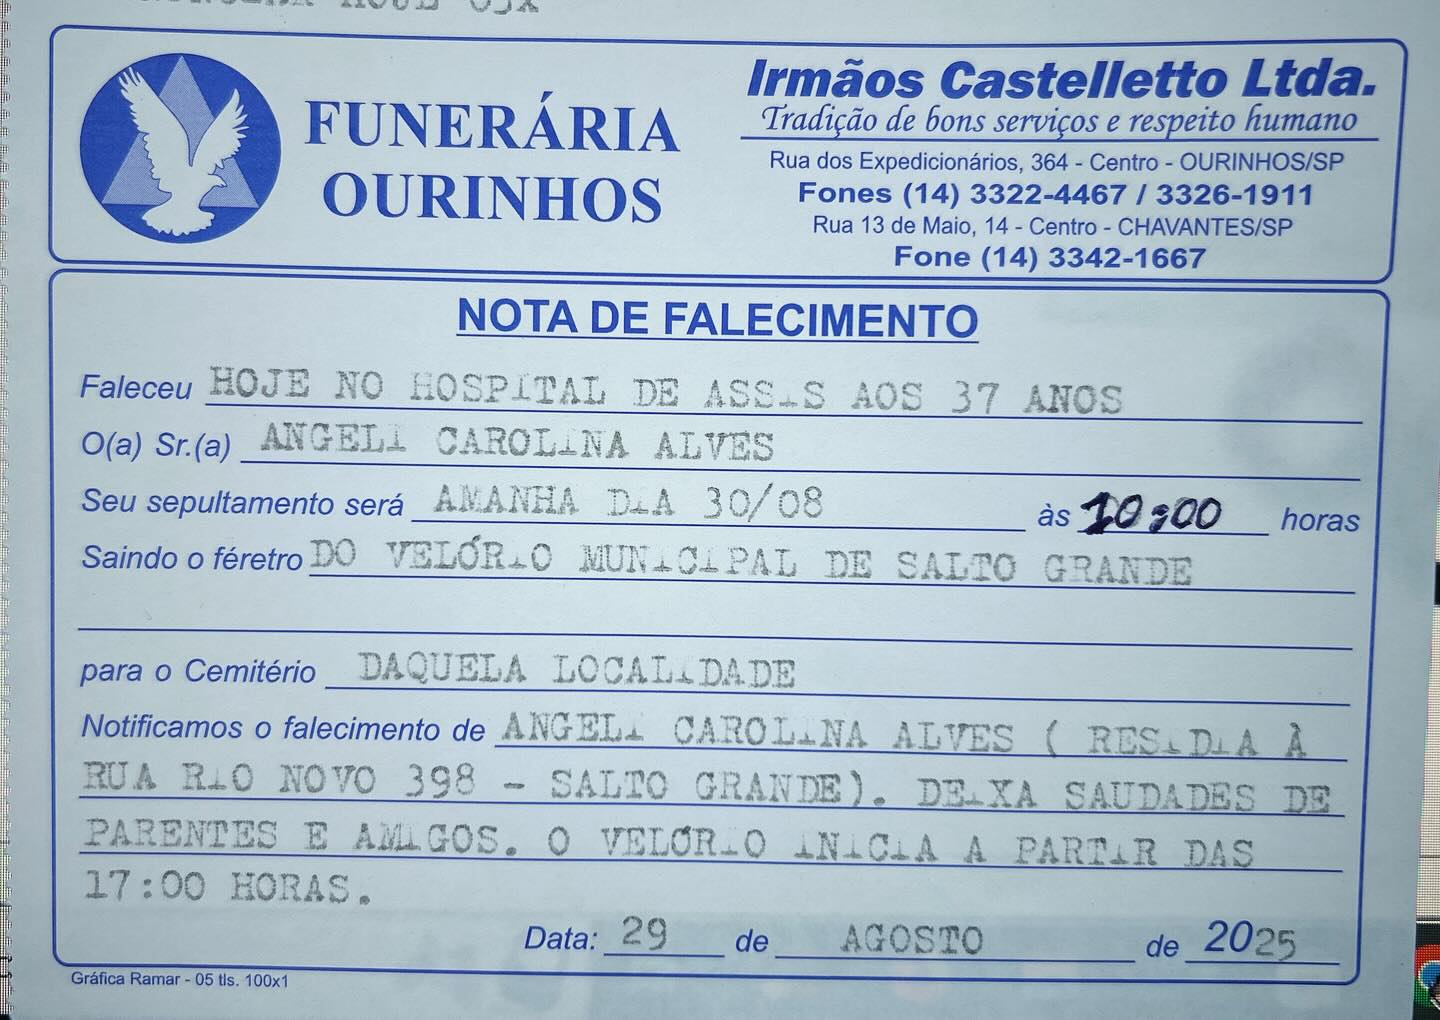 FUNERÁRIA
OURINHOS
Irmãos Castelletto Ltda.
Tradição de bons serviços e respeito humano
Rua dos Expedicionários, 364 - Centro - OURINHOS/SP
Fones (14) 3322-4467 / 3326-1911
Rua 13 de Maio, 14 - Centro - CHAVANTES/SP
Fone (14) 3342-1667
NOTA DE FALECIMENTO
Faleceu HOJE NO HOSPITAL DE ASSIS AOS 37 ANOS
O(a) Sr.(a) ANGELI CAROLINA ALVES
Seu sepultamento será AMANHA DIA 30/08 às 10:00 horas
Saindo o féretro DO VELÓRIO MUNICIPAL DE SALTO GRANDE
para o Cemitério DAQUELA LOCALIDADE
Notificamos o falecimento de ANGELI CAROLINA ALVES ( RESIDIA À
RUA RIO NOVO 398 - SALTO GRANDE). DEIXA SAUDADES DE
PARENTES E AMIGOS. O VELÓRIO INICIA A PARTIR DAS
17:00 HORAS.
Data: 29 de AGOSTO de 2025
Gráfica Ramar - 05 tls. 100x1